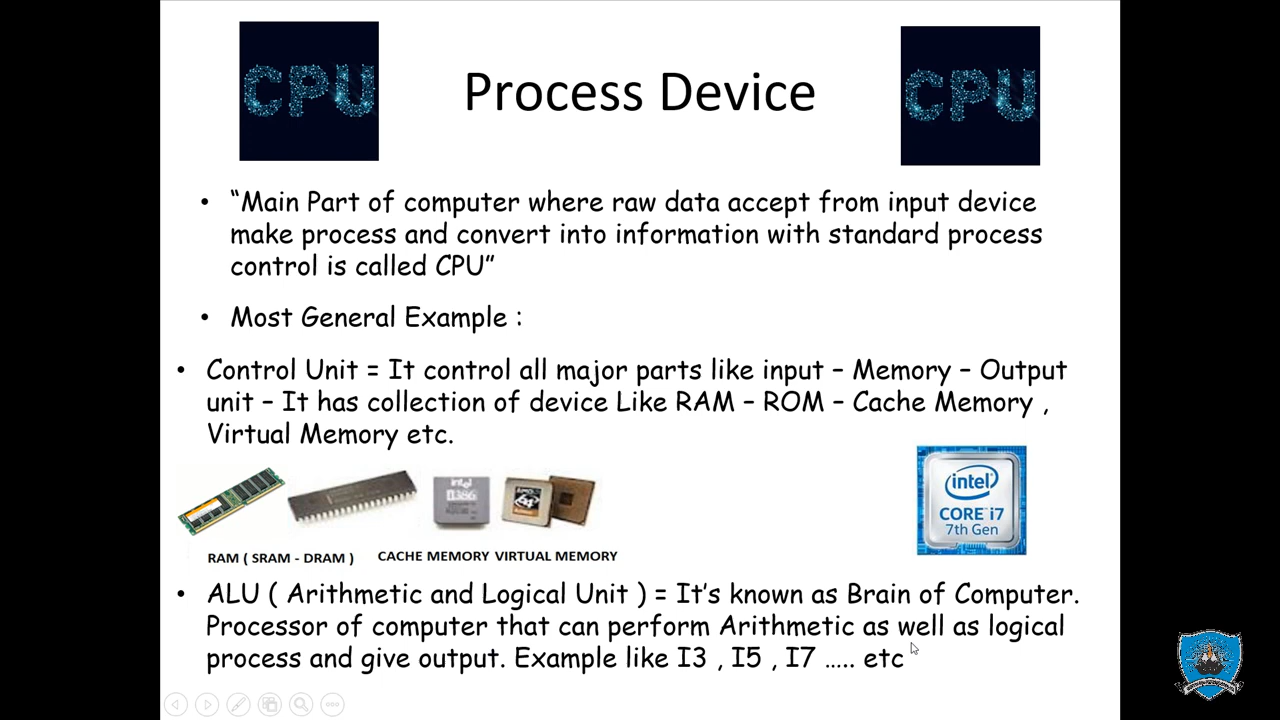 CPU
Process Device
CPU
• “Main Part of computer where raw data accept from input device
make process and convert into information with standard process
control is called CPU”
• Most General Example :
• Control Unit = It control all major parts like input – Memory – Output
unit – It has collection of device Like RAM – ROM – Cache Memory ,
Virtual Memory etc.
intel
i386
AMD
64
intel
CORE i7
7th Gen
RAM ( SRAM - DRAM )
CACHE MEMORY
VIRTUAL MEMORY
• ALU ( Arithmetic and Logical Unit ) = It’s known as Brain of Computer.
Processor of computer that can perform Arithmetic as well as logical
process and give output. Example like I3 , I5 , I7 ..... etc